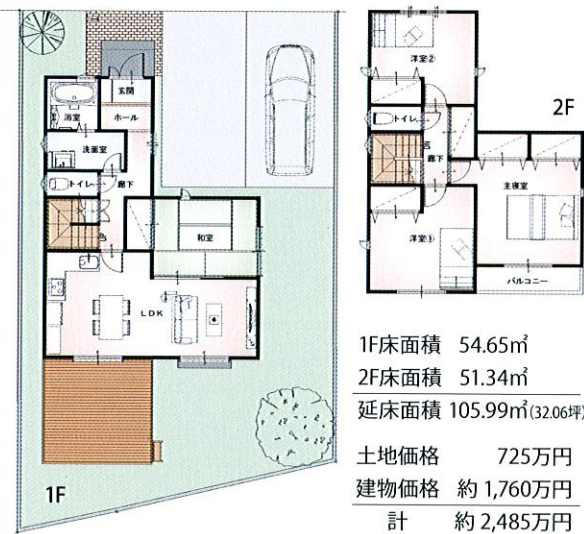 玄関
浴室
ホール
洗面室
トイレ
廊下
和室
LDK
1F
洋室②
2F
トイレ
廊下
主寝室
洋室①
バルコニー
1F床面積 54.65㎡
2F床面積 51.34㎡
延床面積 105.99㎡(32.06坪)
土地価格 725万円
建物価格 約 1,760万円
計 約 2,485万円